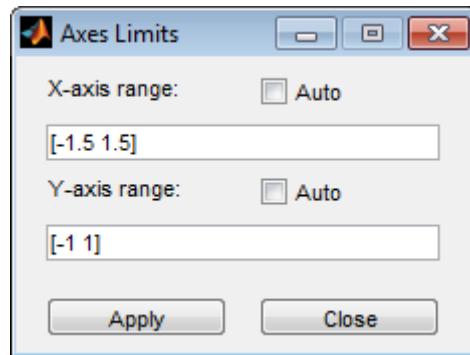 Axes Limits
X-axis range: Auto
[-1.5 1.5]
Y-axis range: Auto
[-1 1]
Apply Close